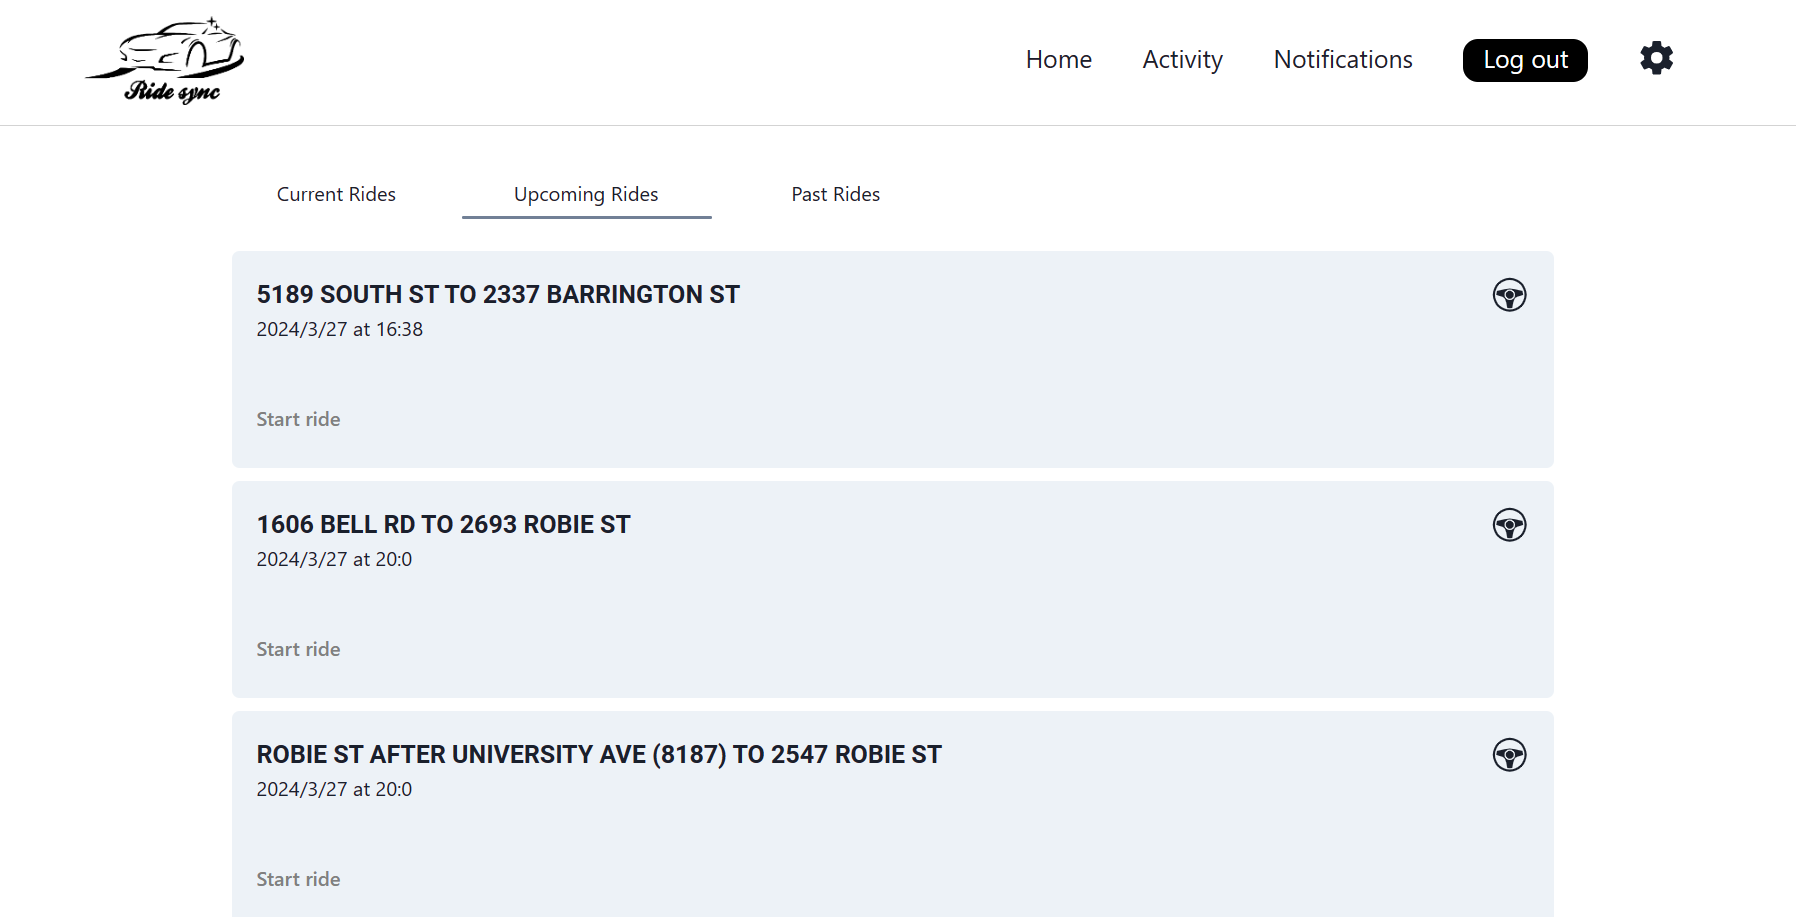 Ride sync
Home Activity Notifications Log out
Current Rides Upcoming Rides Past Rides
5189 SOUTH ST TO 2337 BARRINGTON ST
2024/3/27 at 16:38
Start ride
1606 BELL RD TO 2693 ROBIE ST
2024/3/27 at 20:0
Start ride
ROBIE ST AFTER UNIVERSITY AVE (8187) TO 2547 ROBIE ST
2024/3/27 at 20:0
Start ride